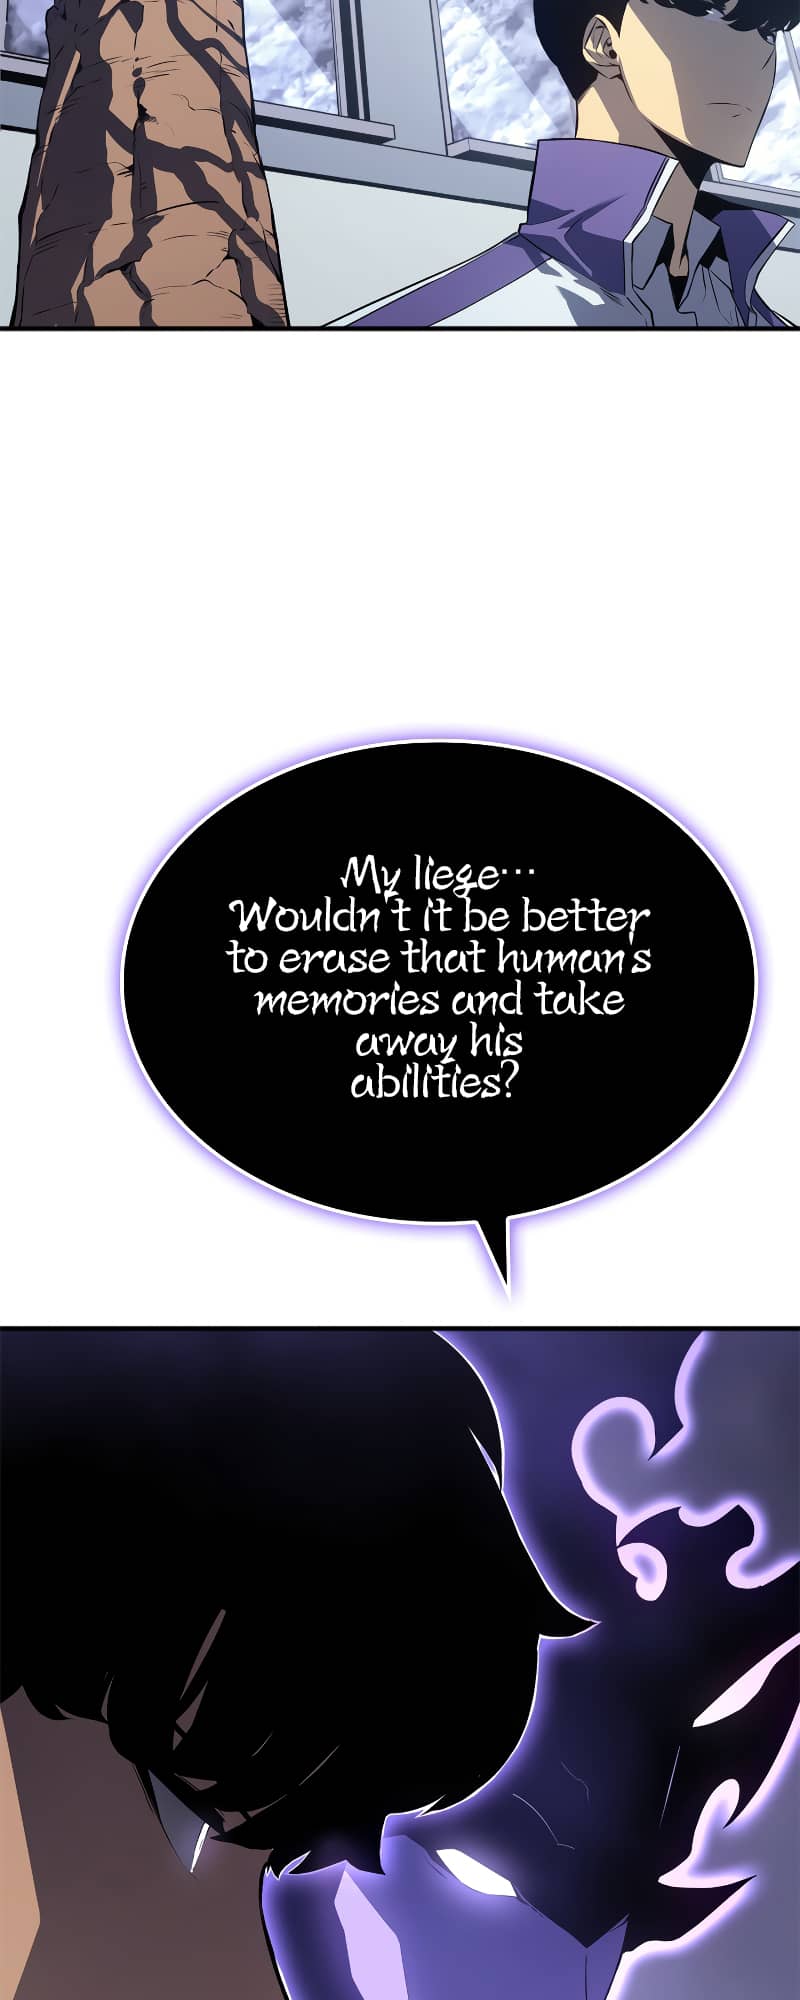 My liege...
Wouldn't it be better
to erase that human's
memories and take
away his
abilities?